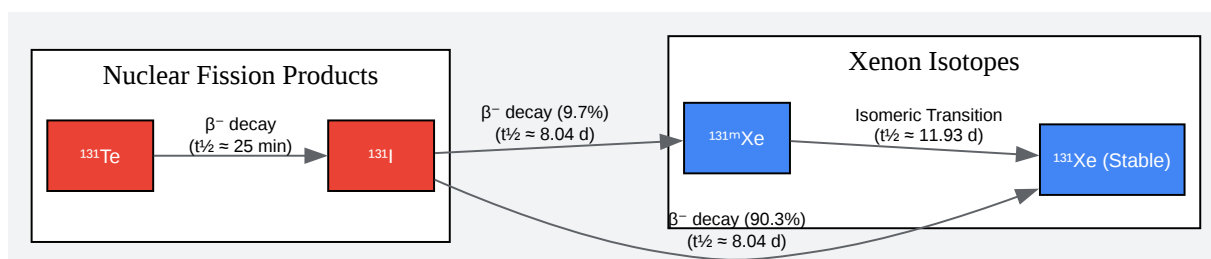 Nuclear Fission Products
¹³¹Te
β⁻ decay
(t½ ≈ 25 min)
¹³¹I
β⁻ decay (9.7%)
(t½ ≈ 8.04 d)
Xenon Isotopes
¹³¹ᵐXe
Isomeric Transition
(t½ ≈ 11.93 d)
¹³¹Xe (Stable)
β⁻ decay (90.3%)
(t½ ≈ 8.04 d)